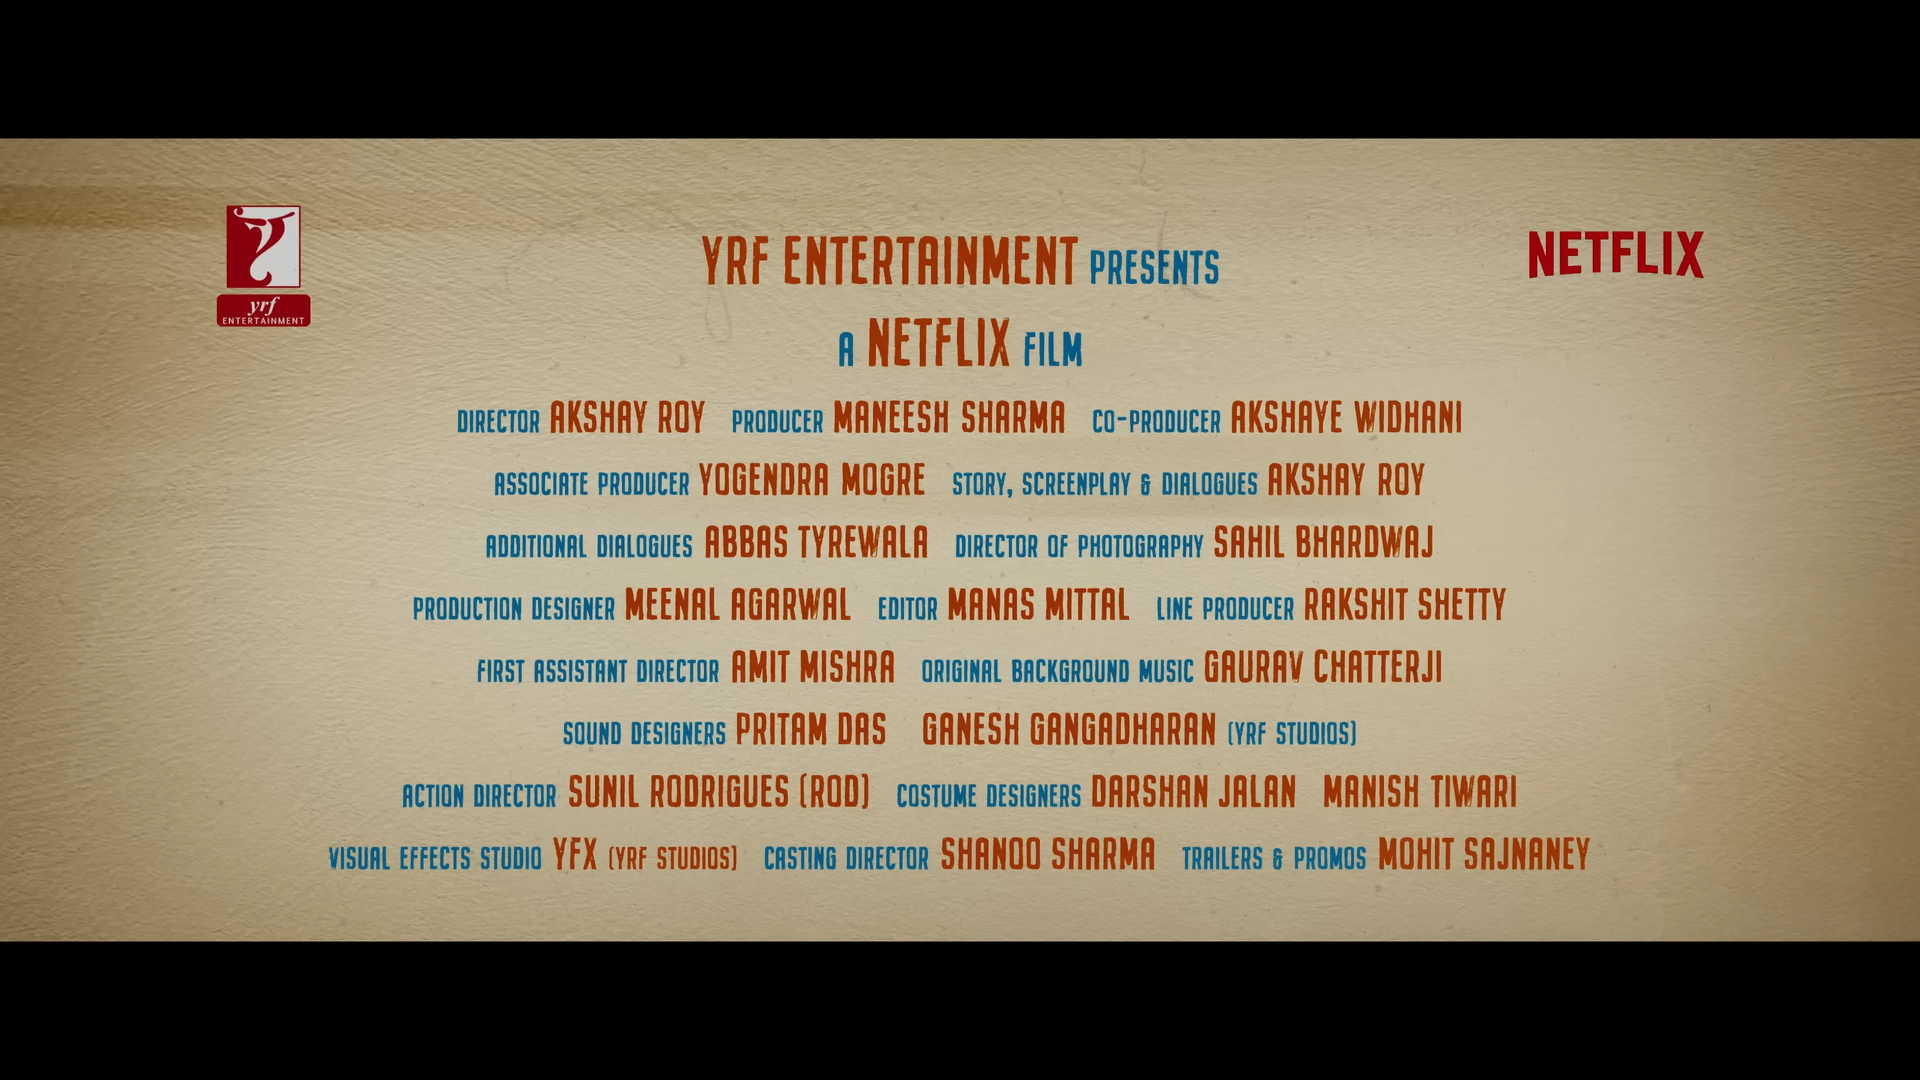 yrf
ENTERTAINMENT
NETFLIX
YRF ENTERTAINMENT PRESENTS
A NETFLIX FILM
DIRECTOR AKSHAY ROY PRODUCER MANEESH SHARMA CO-PRODUCER AKSHAYE WIDHANI
ASSOCIATE PRODUCER YOGENDRA MOGRE STORY, SCREENPLAY & DIALOGUES AKSHAY ROY
ADDITIONAL DIALOGUES ABBAS TYREWALA DIRECTOR OF PHOTOGRAPHY SAHIL BHARDWAJ
PRODUCTION DESIGNER MEENAL AGARWAL EDITOR MANAS MITTAL LINE PRODUCER RAKSHIT SHETTY
FIRST ASSISTANT DIRECTOR AMIT MISHRA ORIGINAL BACKGROUND MUSIC GAURAV CHATTERJI
SOUND DESIGNERS PRITAM DAS GANESH GANGADHARAN (YRF STUDIOS)
ACTION DIRECTOR SUNIL RODRIGUES (ROD) COSTUME DESIGNERS DARSHAN JALAN MANISH TIWARI
VISUAL EFFECTS STUDIO YFX (YRF STUDIOS) CASTING DIRECTOR SHANOO SHARMA TRAILERS & PROMOS MOHIT SAJNANEY